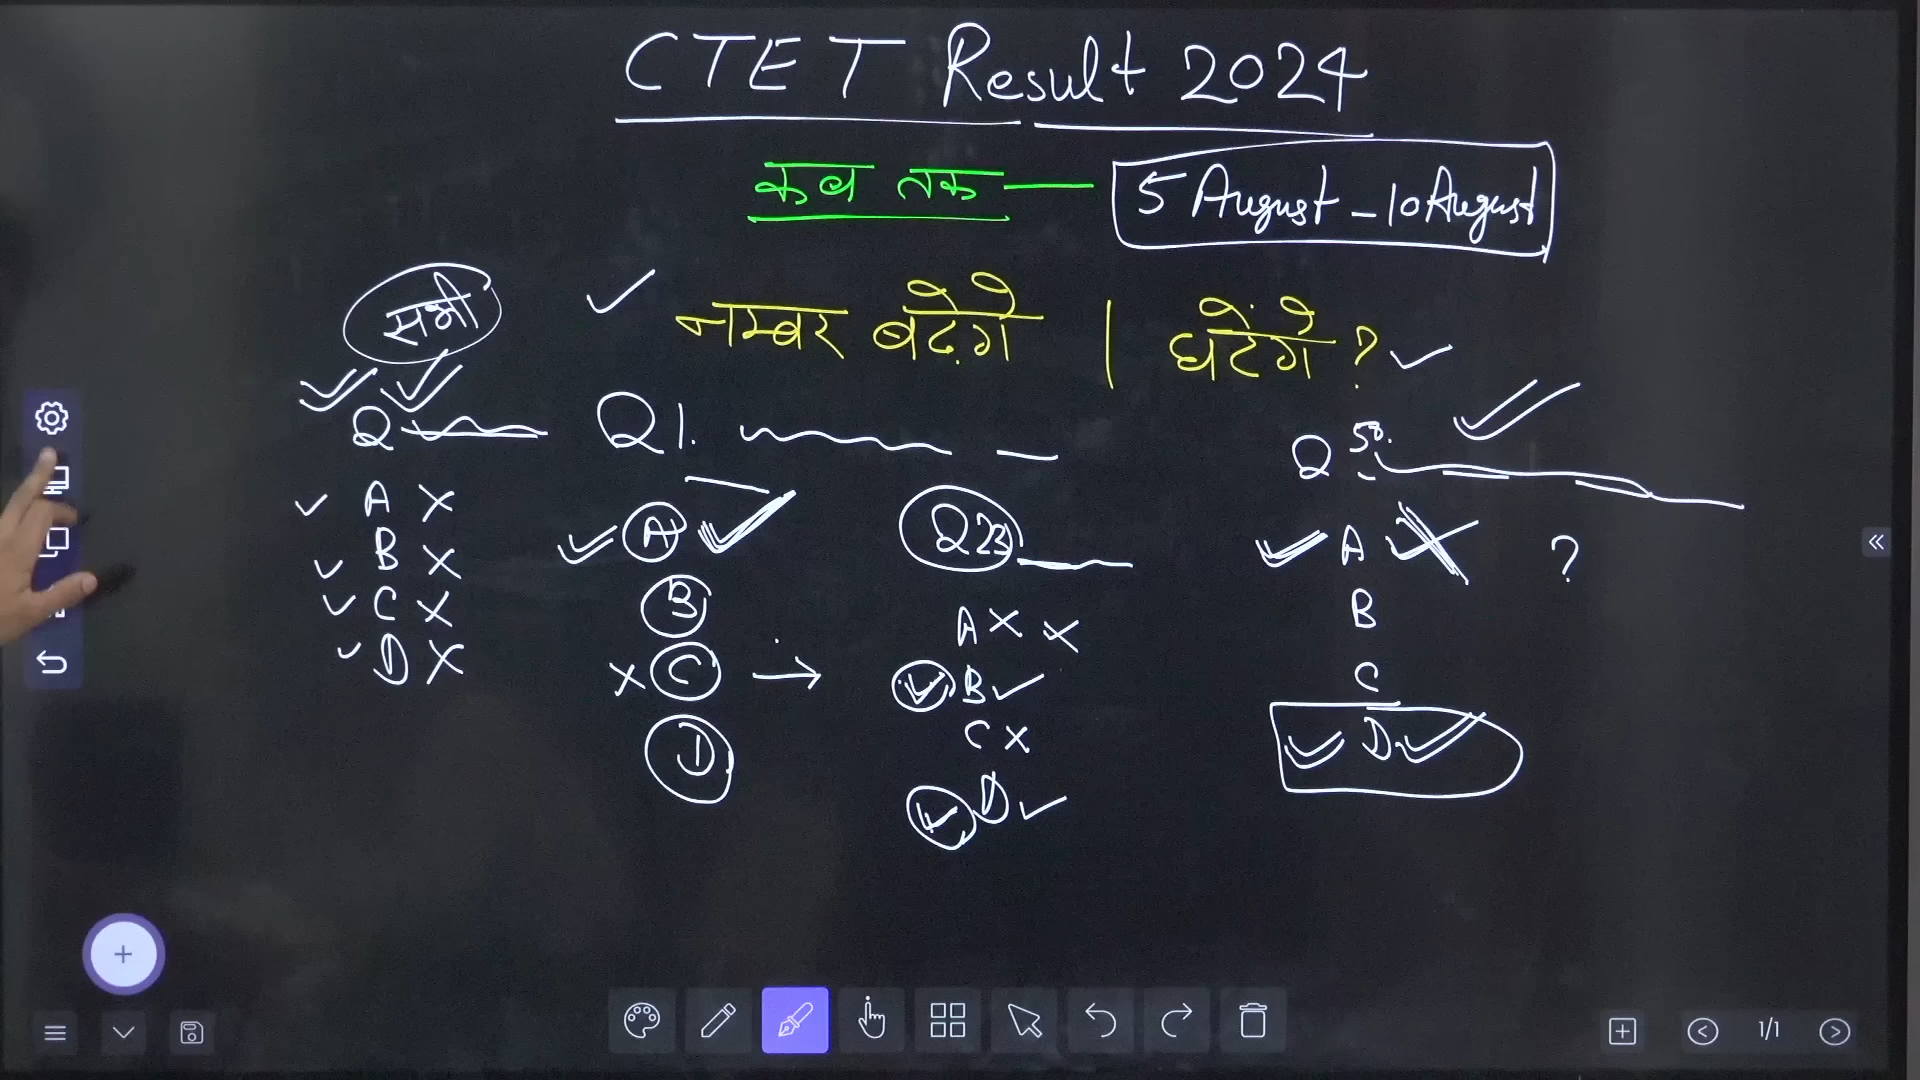 CTET Result 2024
कब तक — 5 August - 10 August
सभी
नम्बर बढ़ेगे | घटेंगे ?
Q
A
B
C
D
Q1.
A
B
C
D
Q23
A
B
C
D
Q 50.
A ?
B
C
D
1/1